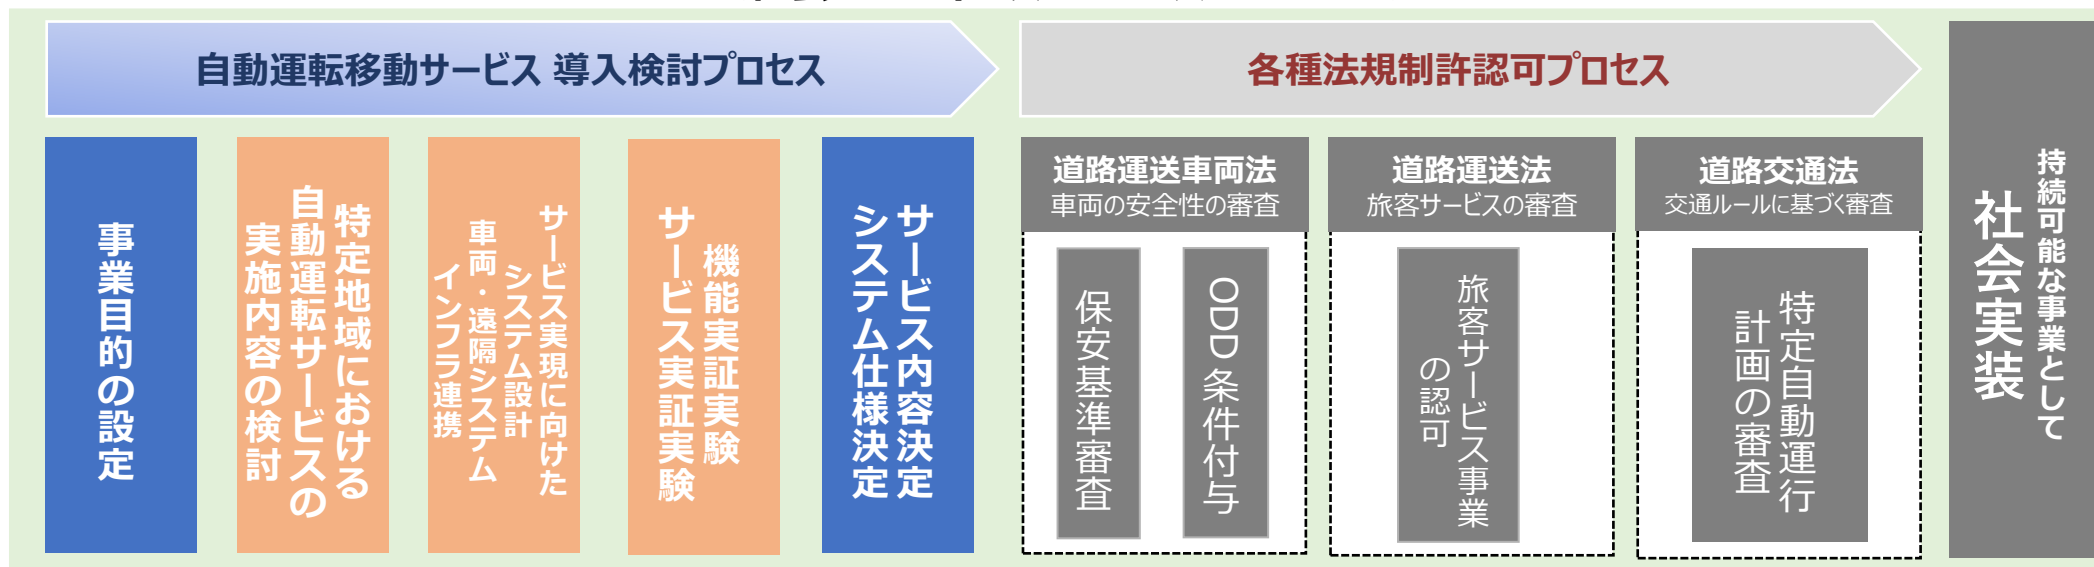 自動運転移動サービス 導入検討プロセス
事業目的の設定
特定地域における
自動運転サービスの
実施内容の検討
サービス実現に向けた
システム設計
車両・遠隔システム
インフラ連携
機能実証実験
サービス実証実験
サービス内容決定
システム仕様決定
各種法規制許認可プロセス
道路運送車両法
車両の安全性の審査
保安基準審査
ODD 条件付与
道路運送法
旅客サービスの審査
旅客サービス事業
の認可
道路交通法
交通ルールに基づく審査
特定自動運行
計画の審査
持続可能な事業として
社会実装